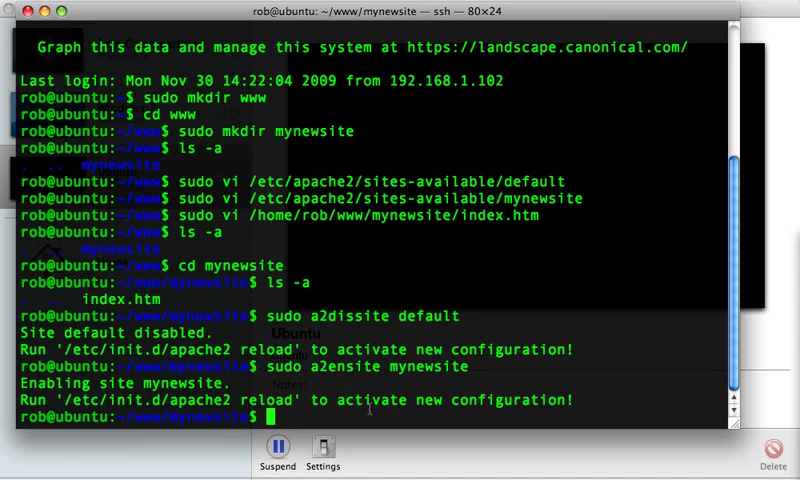 rob@ubuntu: ~/www/mynewsite — ssh — 80×24
Graph this data and manage this system at https://landscape.canonical.com/
Last login: Mon Nov 30 14:22:04 2009 from 192.168.1.102
rob@ubuntu:~$ sudo mkdir www
rob@ubuntu:~$ cd www
rob@ubuntu:~/www$ sudo mkdir mynewsite
rob@ubuntu:~/www$ ls -a
.  ..  mynewsite
rob@ubuntu:~/www$ sudo vi /etc/apache2/sites-available/default
rob@ubuntu:~/www$ sudo vi /etc/apache2/sites-available/mynewsite
rob@ubuntu:~/www$ sudo vi /home/rob/www/mynewsite/index.htm
rob@ubuntu:~/www$ ls -a
.  ..  mynewsite
rob@ubuntu:~/www$ cd mynewsite
rob@ubuntu:~/www/mynewsite$ ls -a
.  ..  index.htm
rob@ubuntu:~/www/mynewsite$ sudo a2dissite default
Site default disabled.
Run '/etc/init.d/apache2 reload' to activate new configuration!
rob@ubuntu:~/www/mynewsite$ sudo a2ensite mynewsite
Enabling site mynewsite.
Run '/etc/init.d/apache2 reload' to activate new configuration!
rob@ubuntu:~/www/mynewsite$
Ubuntu
Notes:
Suspend
Settings
Delete